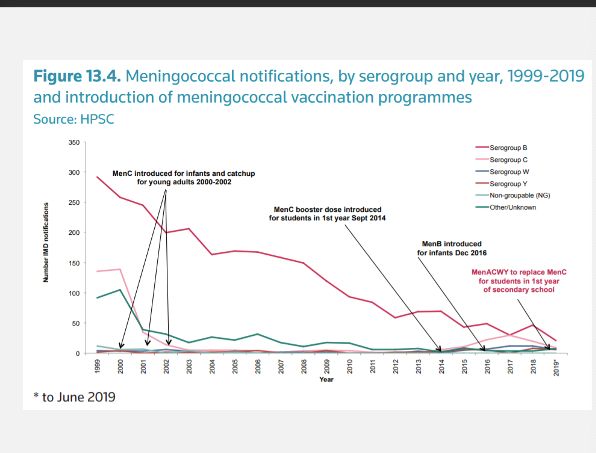 Figure 13.4. Meningococcal notifications, by serogroup and year, 1999-2019
and introduction of meningococcal vaccination programmes
Source: HPSC
350
300
250
200
150
100
50
0
Number IMD notifications
MenC introduced for infants and catchup
for young adults 2000-2002
MenC booster dose introduced
for students in 1st year Sept 2014
MenB introduced
for infants Dec 2016
MenACWY to replace MenC
for students in 1st year
of secondary school
Serogroup B
Serogroup C
Serogroup W
Serogroup Y
Non-groupable (NG)
Other/Unknown
1999
2000
2001
2002
2003
2004
2005
2006
2007
2008
2009
2010
2011
2012
2013
2014
2015
2016
2017
2018
2019*
Year
* to June 2019